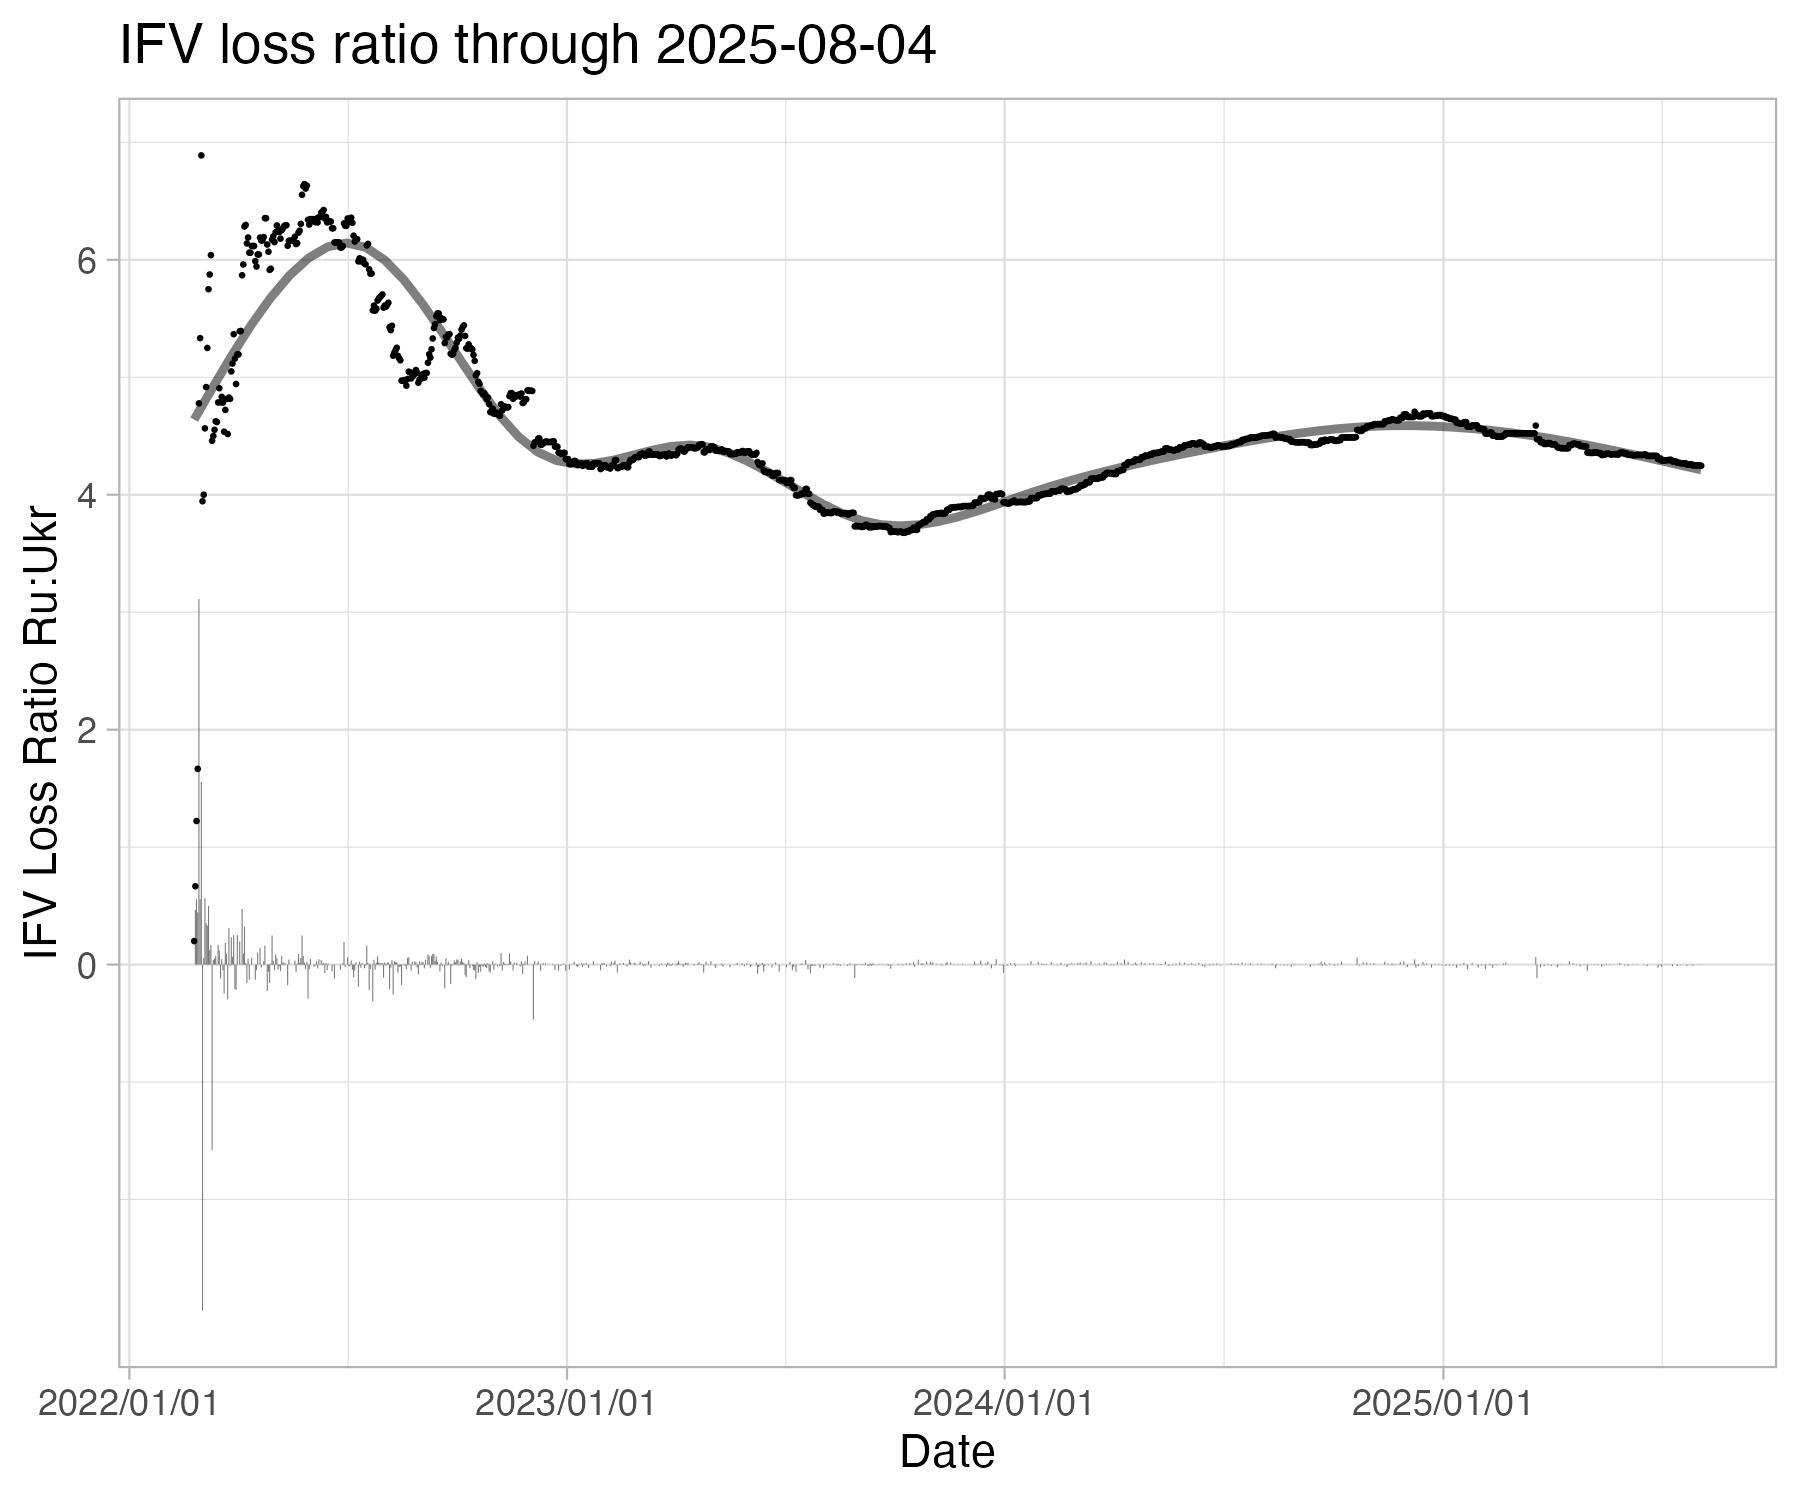 IFV loss ratio through 2025-08-04
IFV Loss Ratio Ru:Ukr
6
4
2
0
2022/01/01
2023/01/01
2024/01/01
2025/01/01
Date